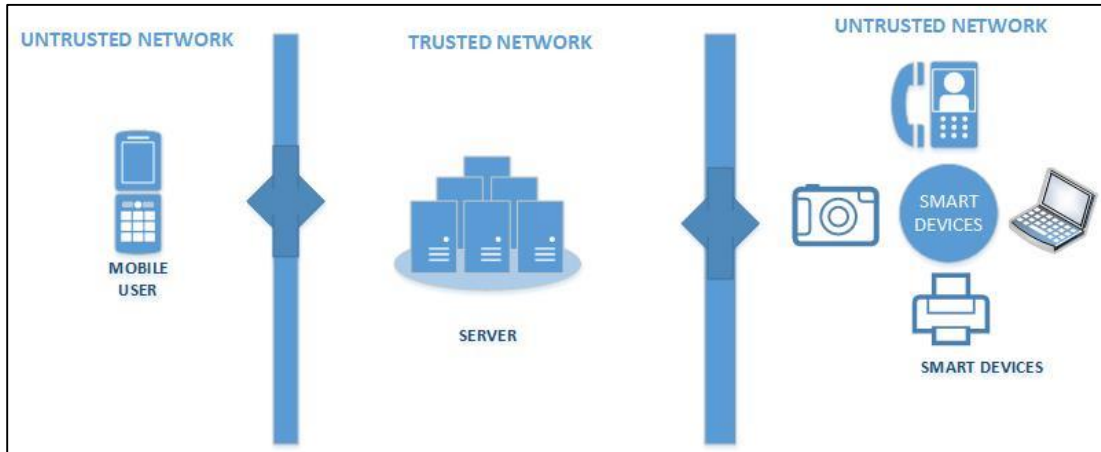 UNTRUSTED NETWORK
TRUSTED NETWORK
UNTRUSTED NETWORK
MOBILE
USER
SERVER
SMART
DEVICES
SMART DEVICES